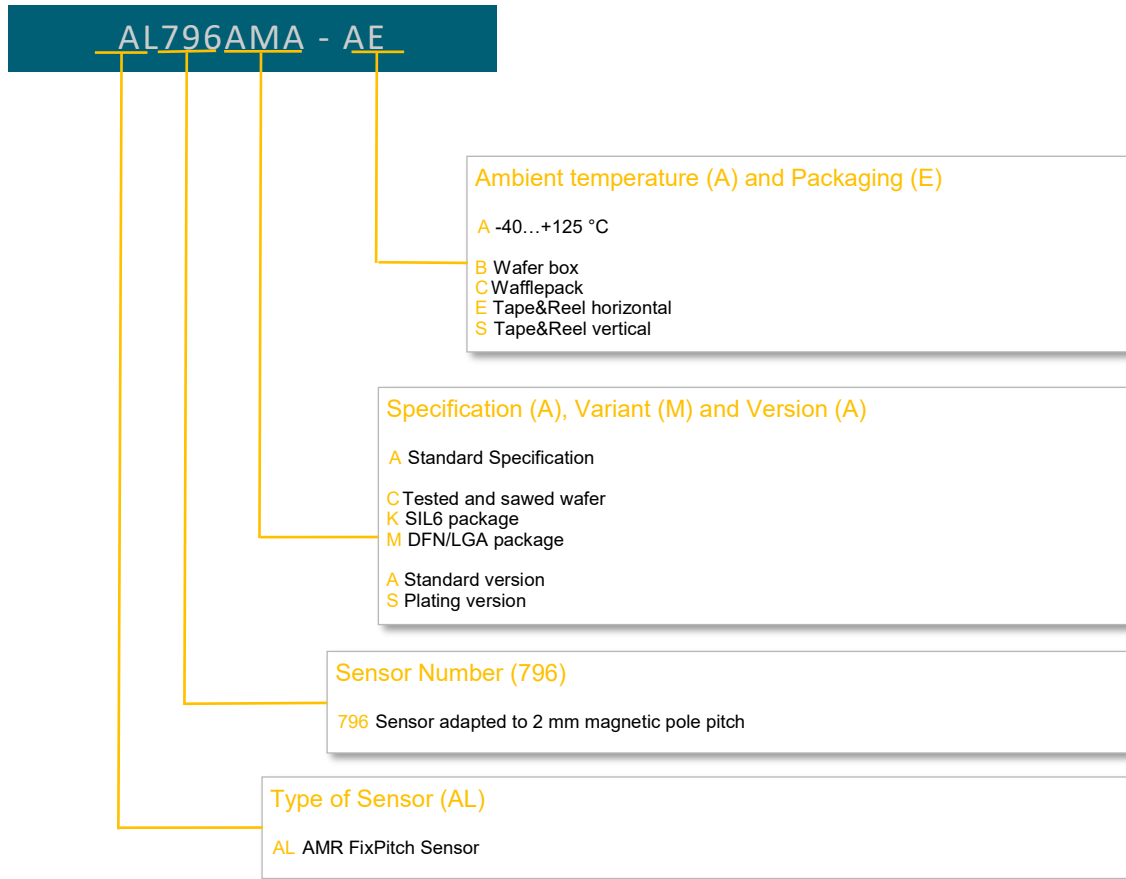 AL796AMA - AE
Ambient temperature (A) and Packaging (E)
A -40…+125 °C
B Wafer box
C Wafflepack
E Tape&Reel horizontal
S Tape&Reel vertical
Specification (A), Variant (M) and Version (A)
A Standard Specification
C Tested and sawed wafer
K SIL6 package
M DFN/LGA package
A Standard version
S Plating version
Sensor Number (796)
796 Sensor adapted to 2 mm magnetic pole pitch
Type of Sensor (AL)
AL AMR FixPitch Sensor